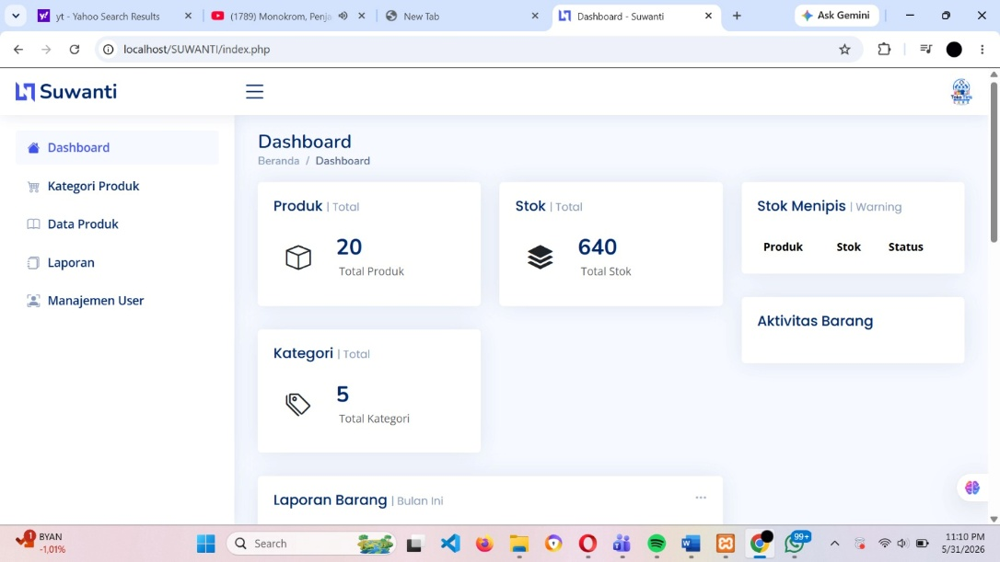 yt - Yahoo Search Results
(1789) Monokrom, Penja
New Tab
Dashboard - Suwanti
Ask Gemini
localhost/SUWANTI/index.php
Suwanti
Dashboard
Kategori Produk
Data Produk
Laporan
Manajemen User
Dashboard
Beranda / Dashboard
Produk | Total
20
Total Produk
Stok | Total
640
Total Stok
Stok Menipis | Warning
Produk Stok Status
Aktivitas Barang
Kategori | Total
5
Total Kategori
Laporan Barang | Bulan Ini
1
BYAN
-1,01%
Search
99+
11:10 PM
5/31/2026